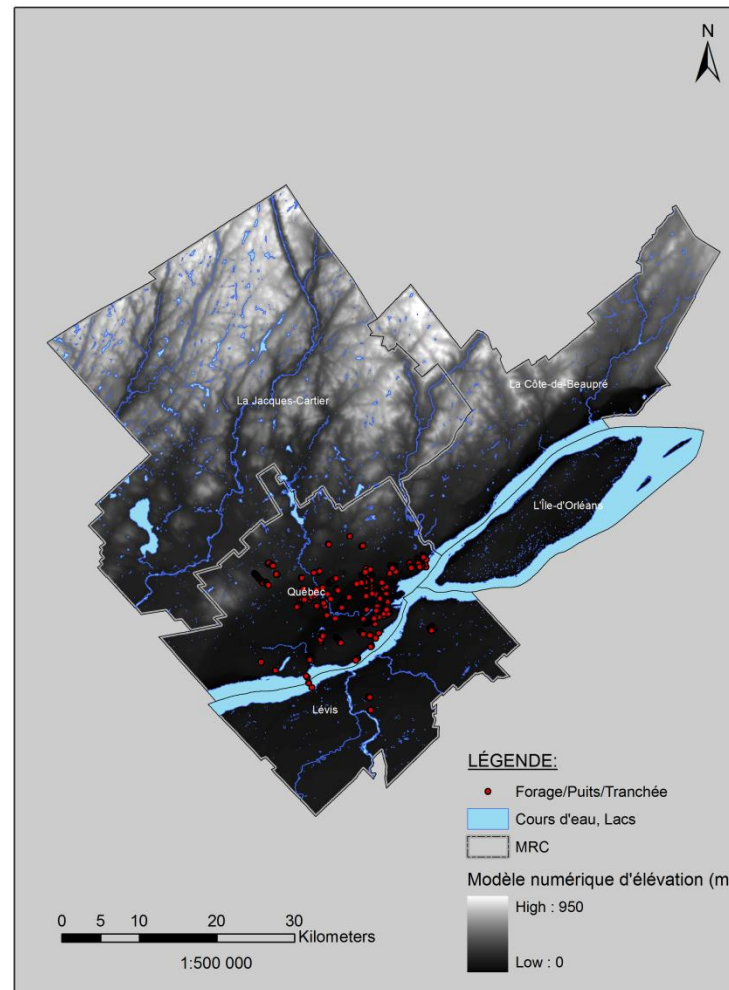 N
La Jacques-Cartier
La Côte-de-Beaupré
L'Île-d'Orléans
Québec
Lévis
LÉGENDE:
Forage/Puits/Tranchée
Cours d'eau, Lacs
MRC
Modèle numérique d'élévation (m
High : 950
Low : 0
0 5 10 20 30
Kilometers
1:500 000